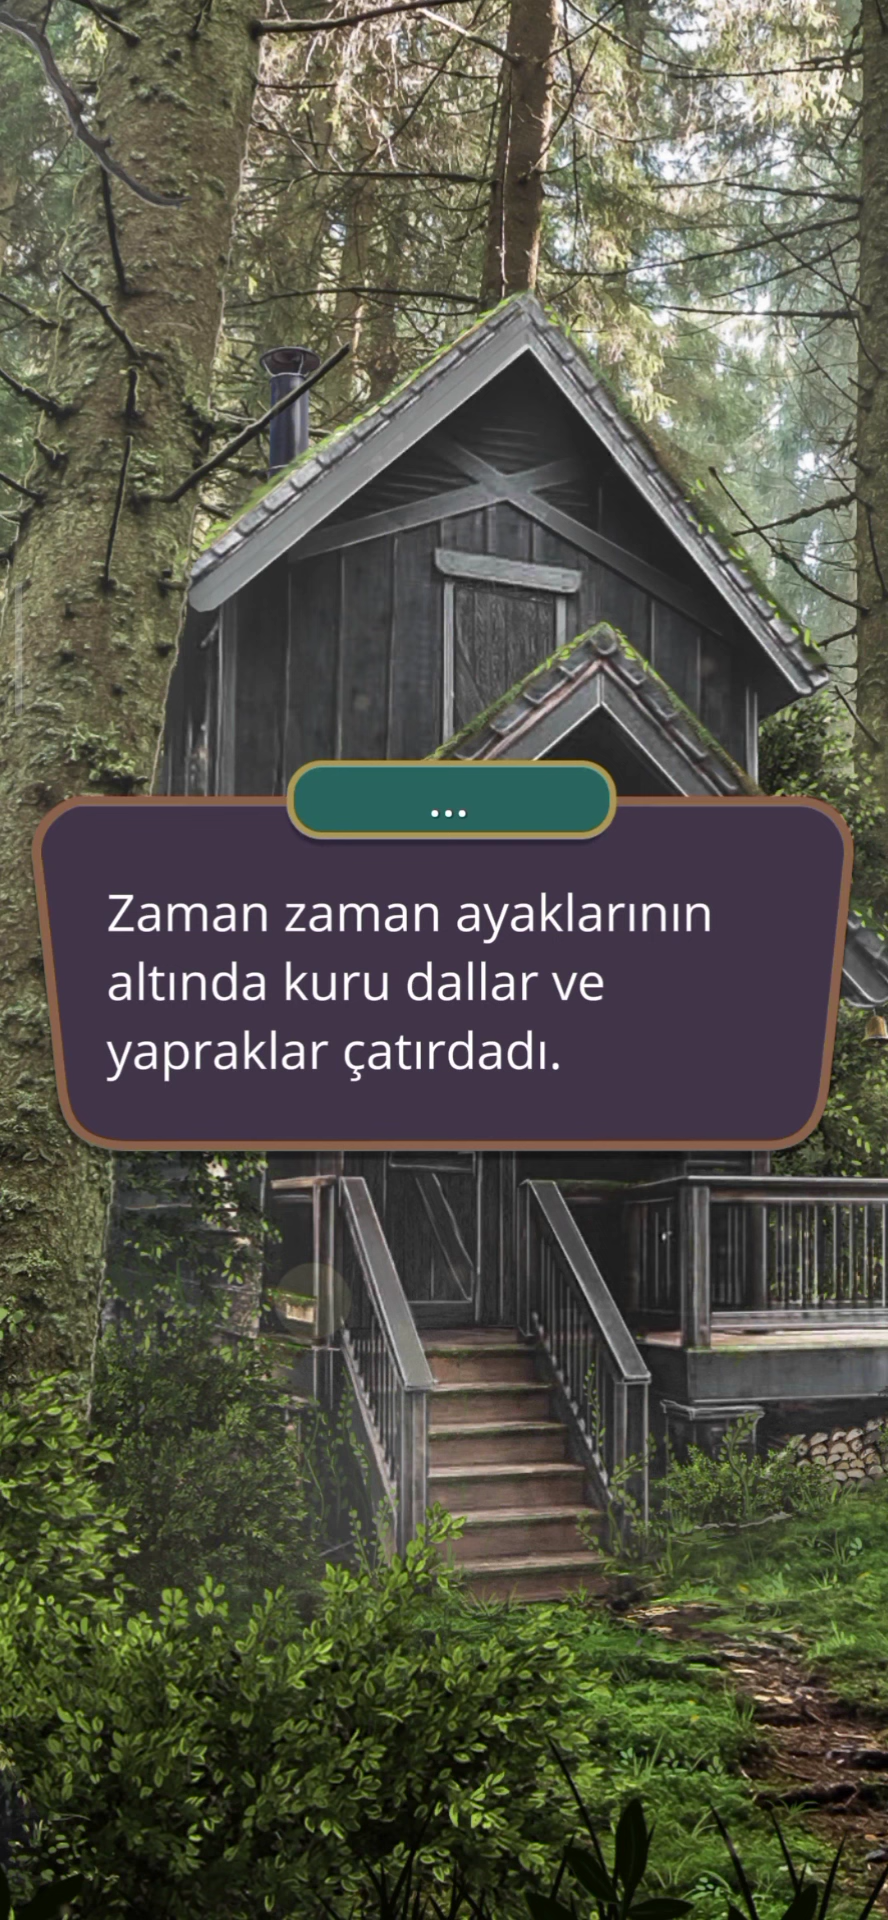 ...
Zaman zaman ayaklarının
altında kuru dallar ve
yapraklar çatırdadı.